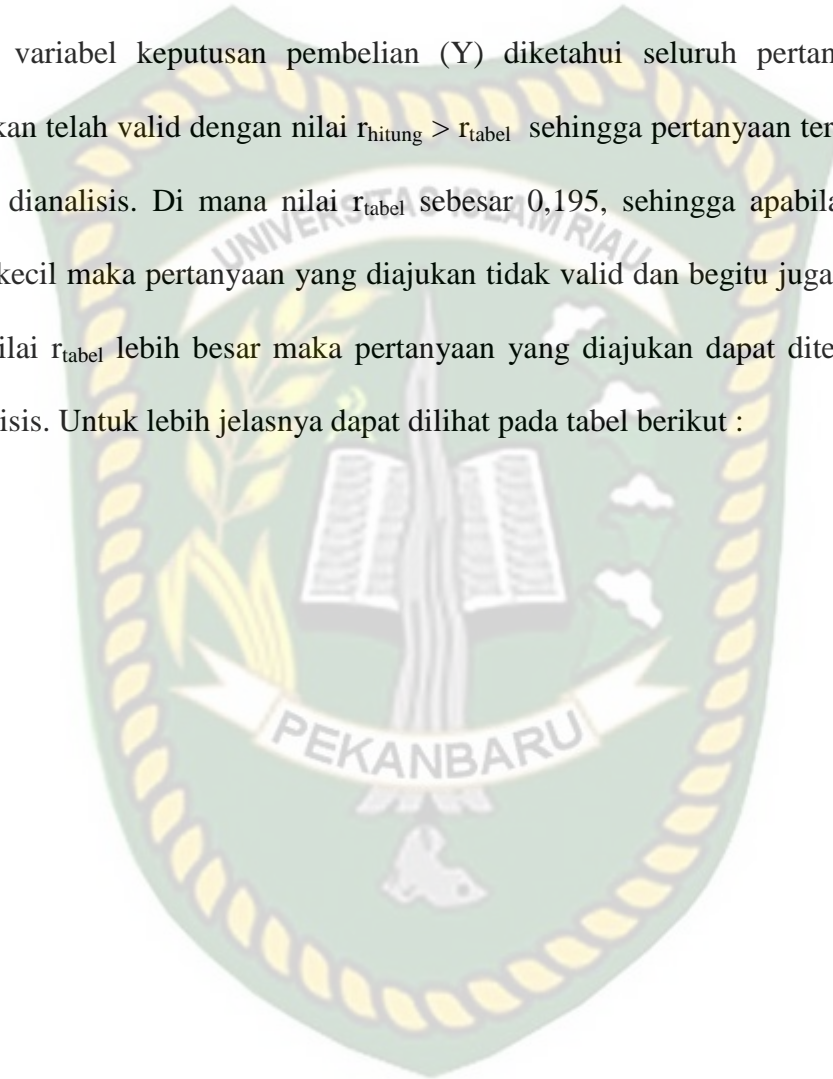 variabel keputusan pembelian (Y) diketahui seluruh pertan
kan telah valid dengan nilai rhitung > rtabel sehingga pertanyaan ter
dianalisis. Di mana nilai rtabel sebesar 0,195, sehingga apabila
kecil maka pertanyaan yang diajukan tidak valid dan begitu juga
ilai rtabel lebih besar maka pertanyaan yang diajukan dapat dite
isis. Untuk lebih jelasnya dapat dilihat pada tabel berikut :
UNIVERSITAS ISLAM RIAU
PEKANBARU